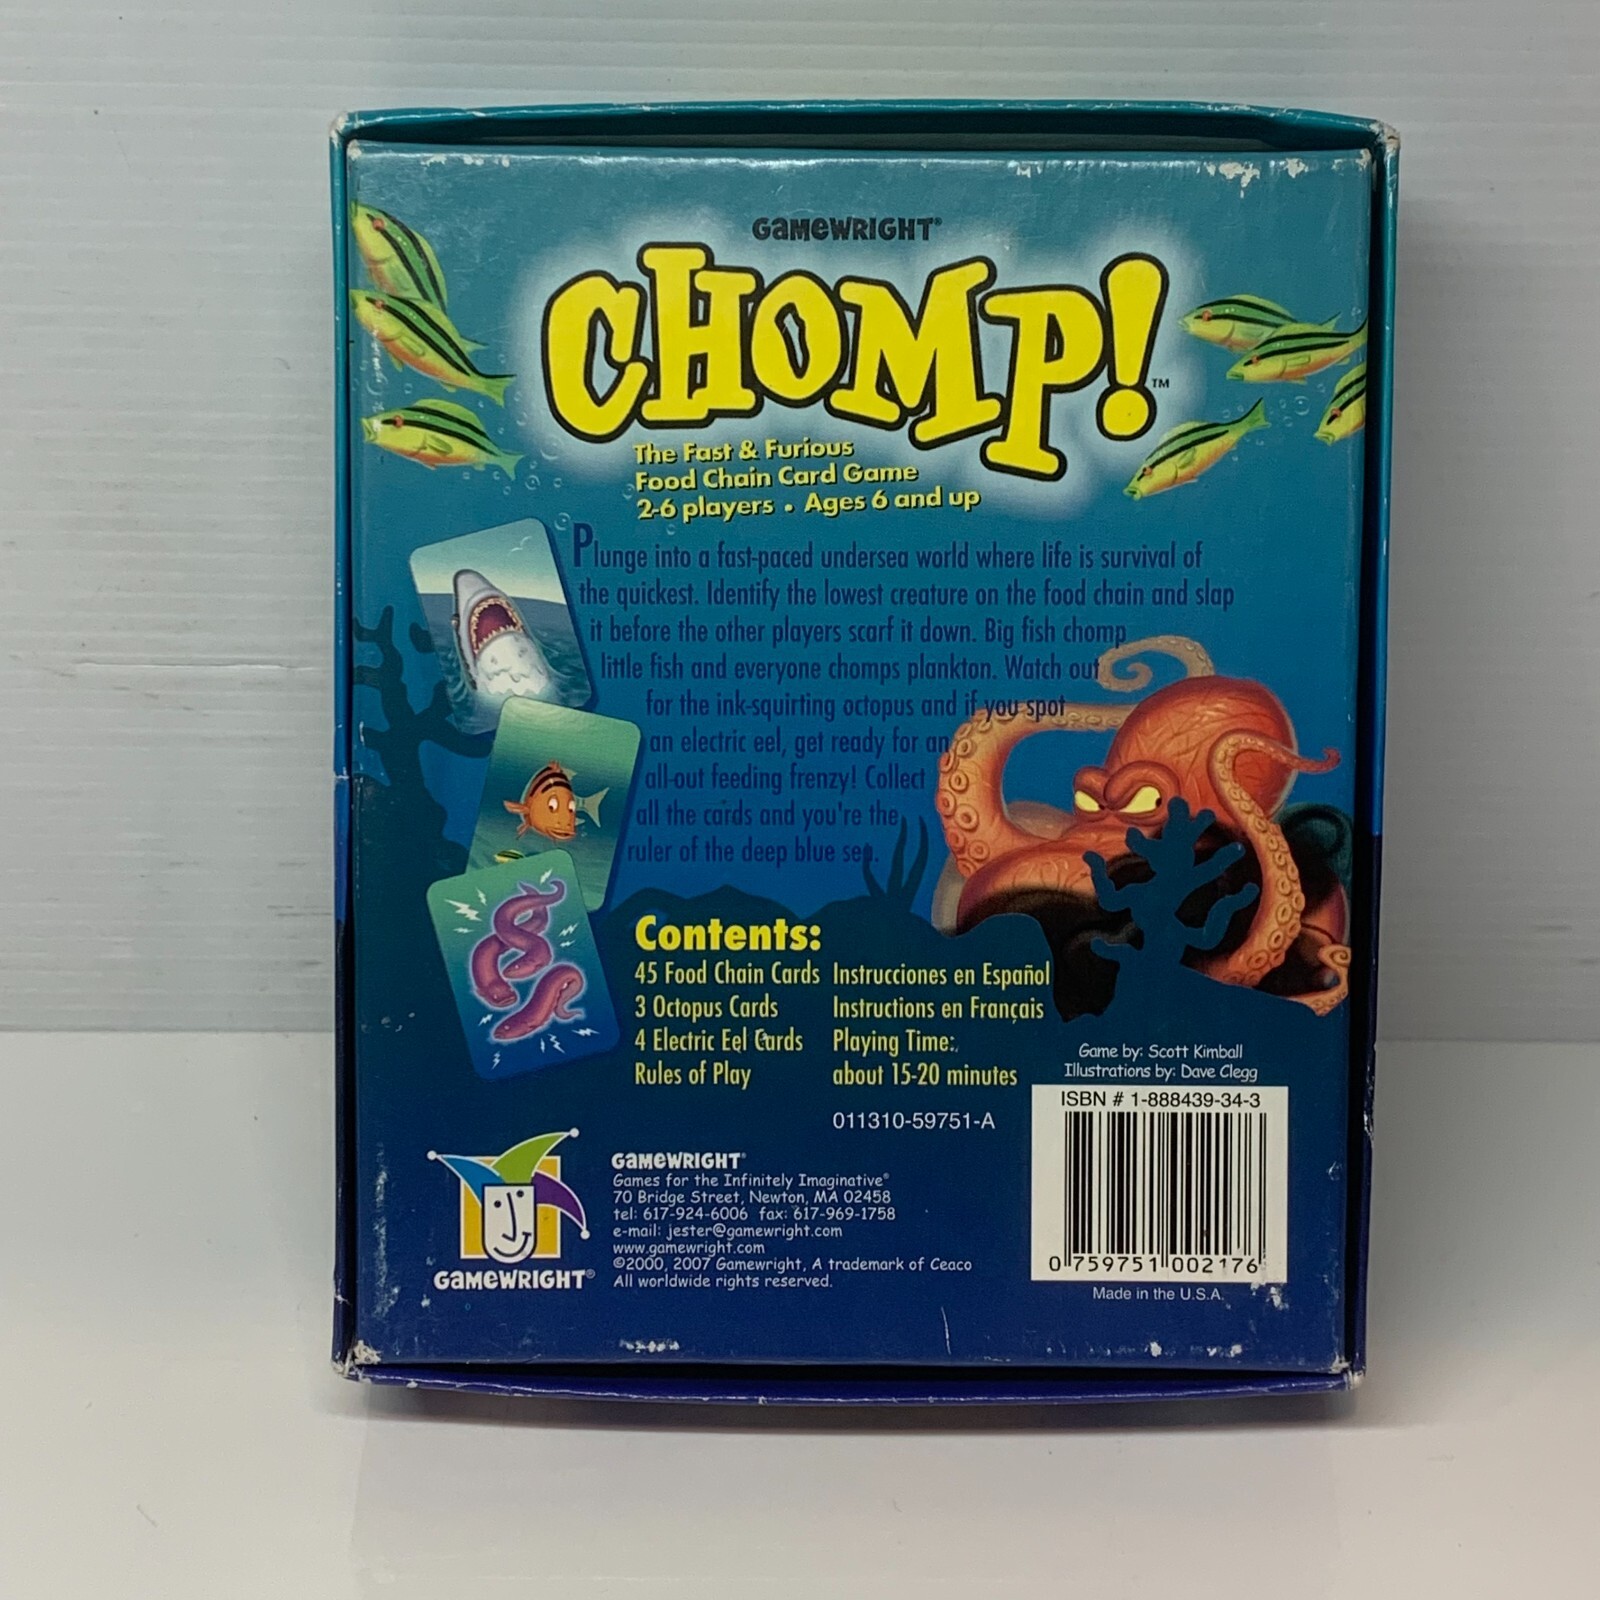 GAMEWRIGHT®
CHOMP!™
The Fast & Furious
Food Chain Card Game
2-6 players • Ages 6 and up
Plunge into a fast-paced undersea world where life is survival of
the quickest. Identify the lowest creature on the food chain and slap
it before the other players scarf it down. Big fish chomp
little fish and everyone chomps plankton. Watch out
for the ink-squirting octopus and if you spot
an electric eel, get ready for an
all-out feeding frenzy! Collect
all the cards and you're the
ruler of the deep blue sea.
Contents:
45 Food Chain Cards
3 Octopus Cards
4 Electric Eel Cards
Rules of Play
Instrucciones en Español
Instructions en Français
Playing Time:
about 15-20 minutes
Game by: Scott Kimball
Illustrations by: Dave Clegg
011310-59751-A
ISBN # 1-888439-34-3
0 759751 002176
Made in the U.S.A.
GAMEWRIGHT®
GAMEWRIGHT®
Games for the Infinitely Imaginative®
70 Bridge Street, Newton, MA 02458
tel: 617-924-6006 fax: 617-969-1758
e-mail: jester@gamewright.com
www.gamewright.com
©2000, 2007 Gamewright, A trademark of Ceaco
All worldwide rights reserved.